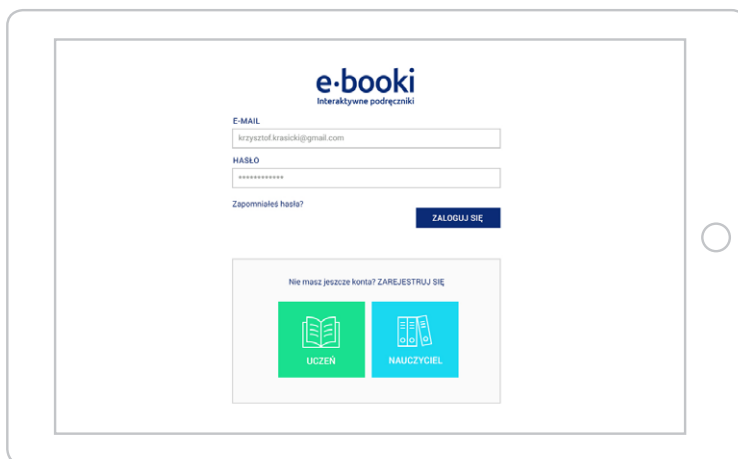 e·booki
Interaktywne podręczniki
E-MAIL
krzysztof.krasicki@gmail.com
HASŁO
************
Zapomniałeś hasła?
ZALOGUJ SIĘ
Nie masz jeszcze konta? ZAREJESTRUJ SIĘ
UCZEŃ
NAUCZYCIEL